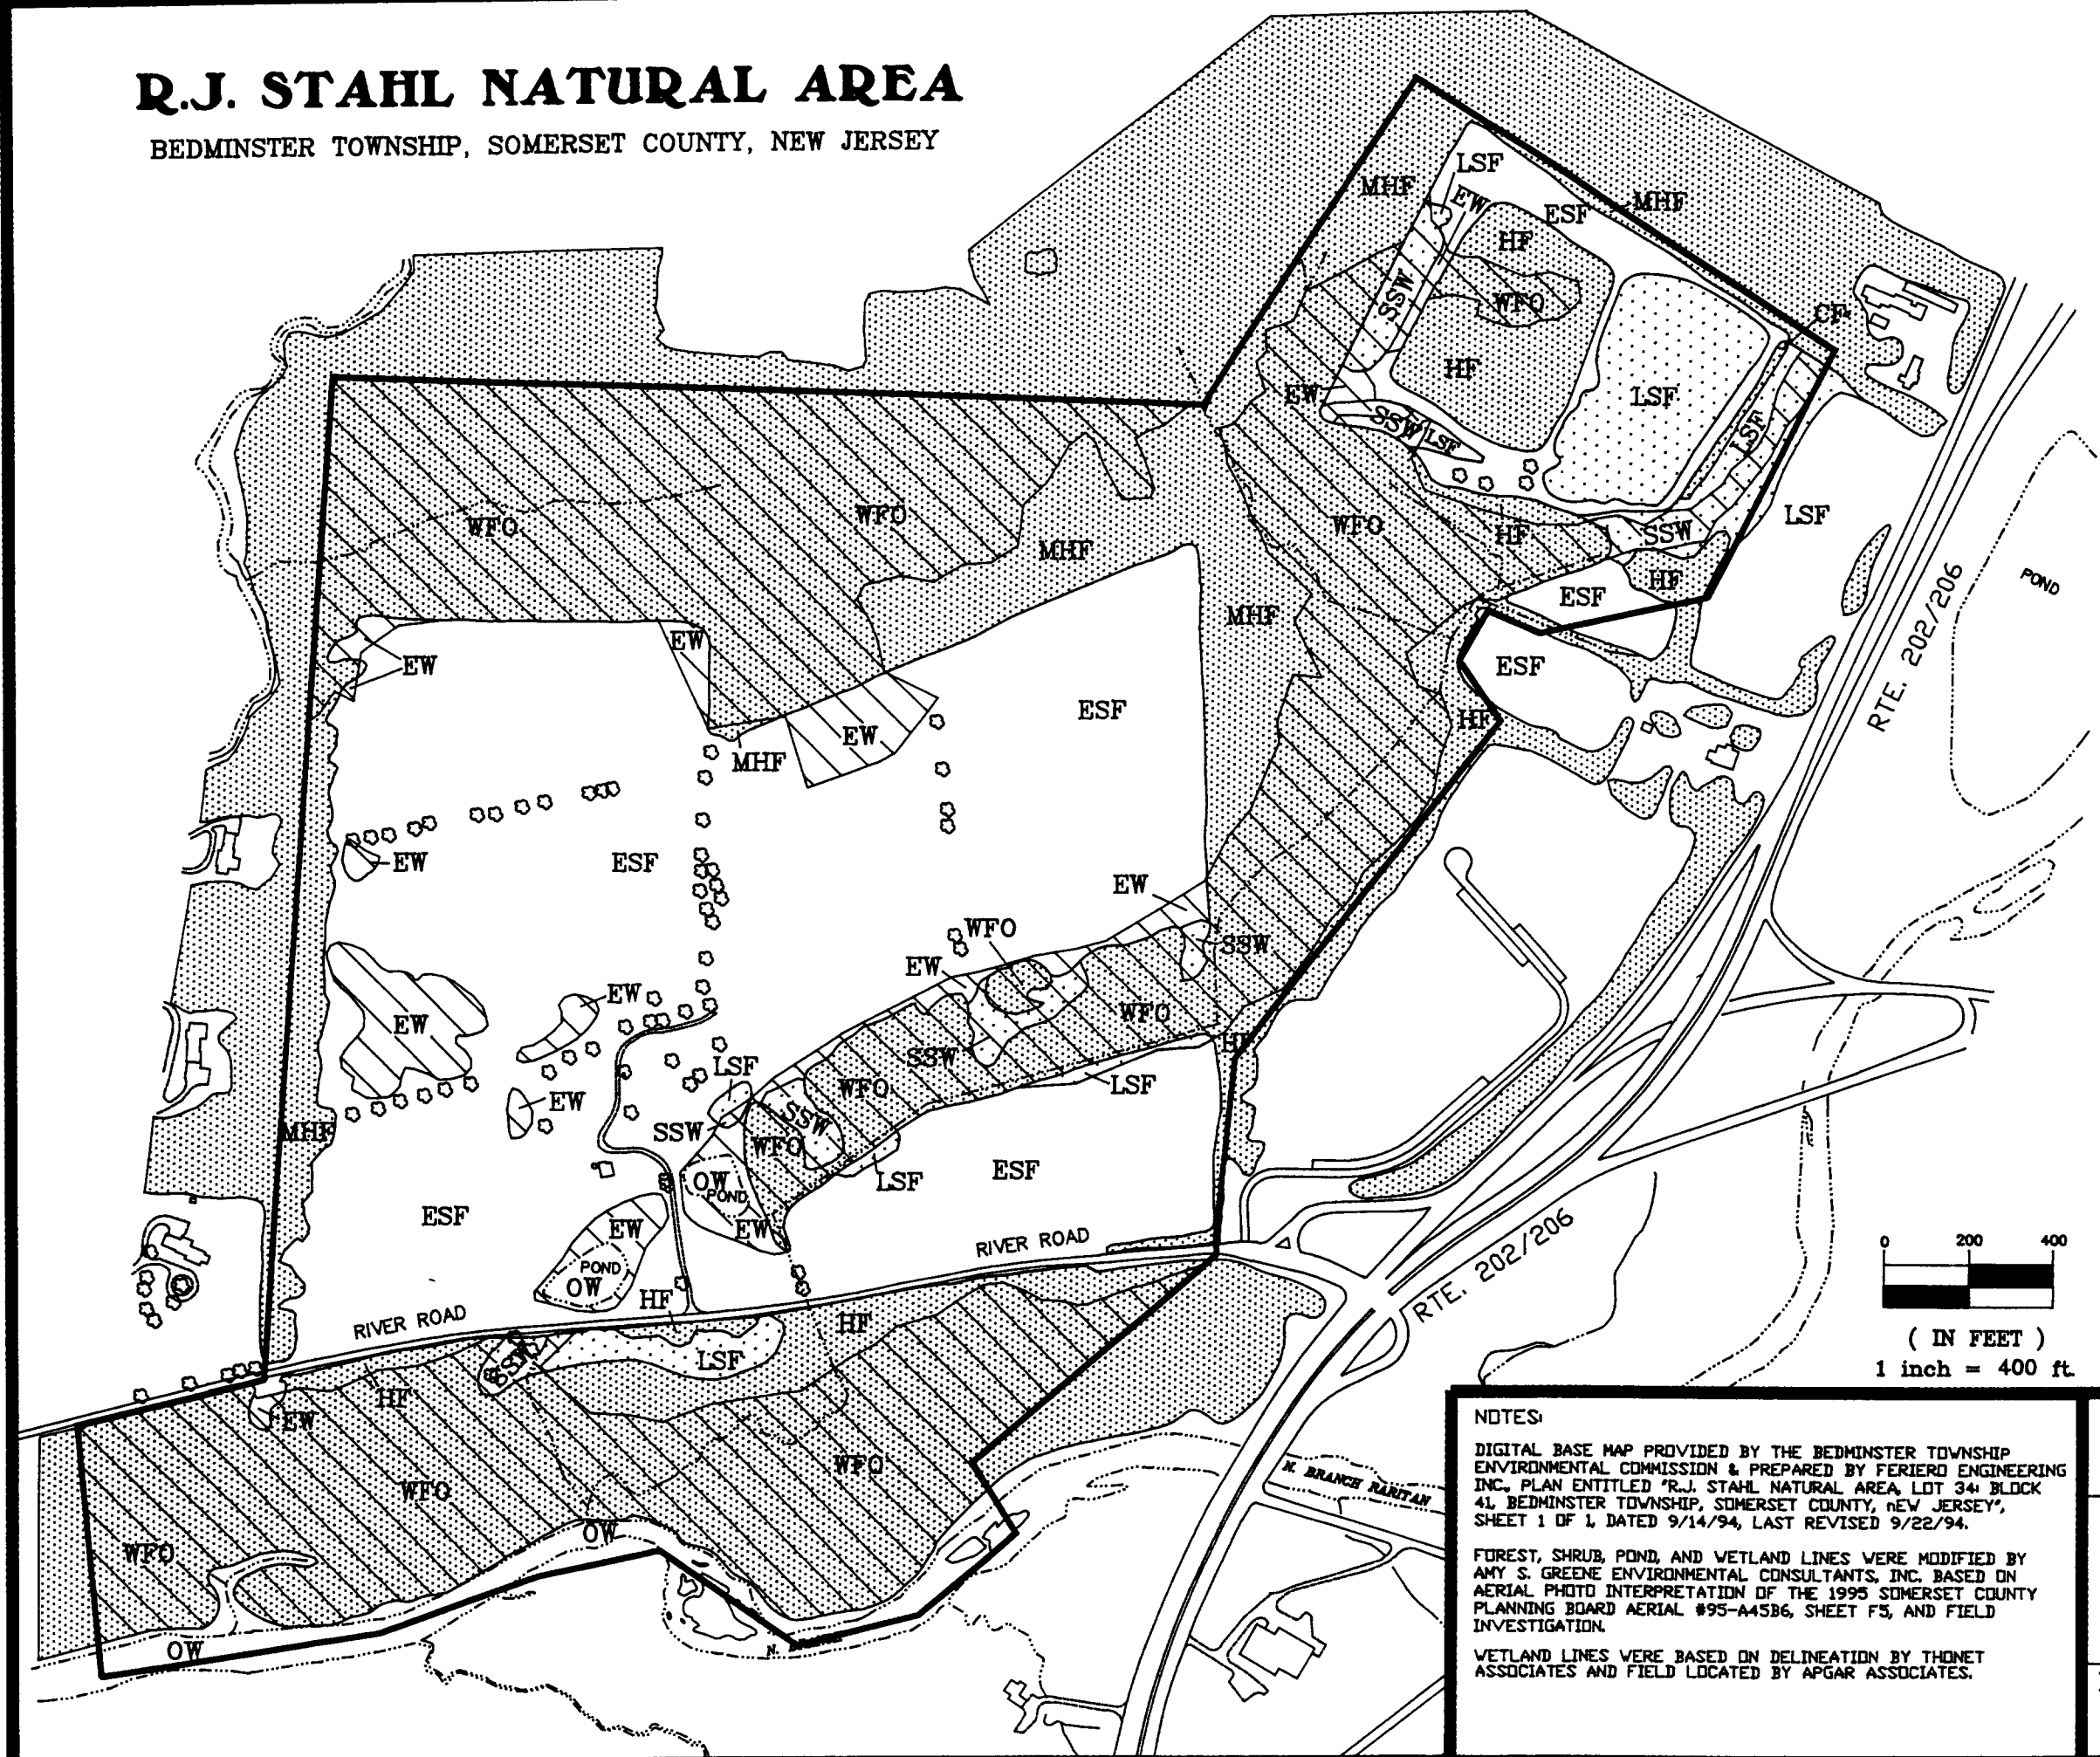 R.J. STAHL NATURAL AREA
BEDMINSTER TOWNSHIP, SOMERSET COUNTY, NEW JERSEY
LSF
MHF
EW
MHF
ESF
HF
SSW
WFO
CF
HF
EW
LSF
SSW
LSF
LSF
WFO
WFO
WFO
HF
SSW
LSF
MHF
HF
ESF
POND
MHF
EW
EW
ESF
RTE. 202/206
ESF
HF
EW
MHF
EW
ESF
EW
WFO
SSW
EW
EW
EW
WFO
SSW
HF
LSF
WFO
LSF
EW
SSW
SSW
MHF
WFO
ESF
LSF
OW
POND
ESF
EW
EW
RIVER ROAD
RTE. 202/206
POND
OW
HF
RIVER ROAD
HF
SSW
LSF
HF
EW
WFO
WFO
OW
WFO
OW
N. BRANCH
N. BRANCH RARITAN
0 200 400
( IN FEET )
1 inch = 400 ft.
NOTES:
DIGITAL BASE MAP PROVIDED BY THE BEDMINSTER TOWNSHIP
ENVIRONMENTAL COMMISSION & PREPARED BY FERIERO ENGINEERING
INC., PLAN ENTITLED "R.J. STAHL NATURAL AREA, LOT 34; BLOCK
41, BEDMINSTER TOWNSHIP, SOMERSET COUNTY, nEW JERSEY",
SHEET 1 OF 1, DATED 9/14/94, LAST REVISED 9/22/94.
FOREST, SHRUB, POND, AND WETLAND LINES WERE MODIFIED BY
AMY S. GREENE ENVIRONMENTAL CONSULTANTS, INC. BASED ON
AERIAL PHOTO INTERPRETATION OF THE 1995 SOMERSET COUNTY
PLANNING BOARD AERIAL #95-A45B6, SHEET F5, AND FIELD
INVESTIGATION.
WETLAND LINES WERE BASED ON DELINEATION BY THONET
ASSOCIATES AND FIELD LOCATED BY APGAR ASSOCIATES.